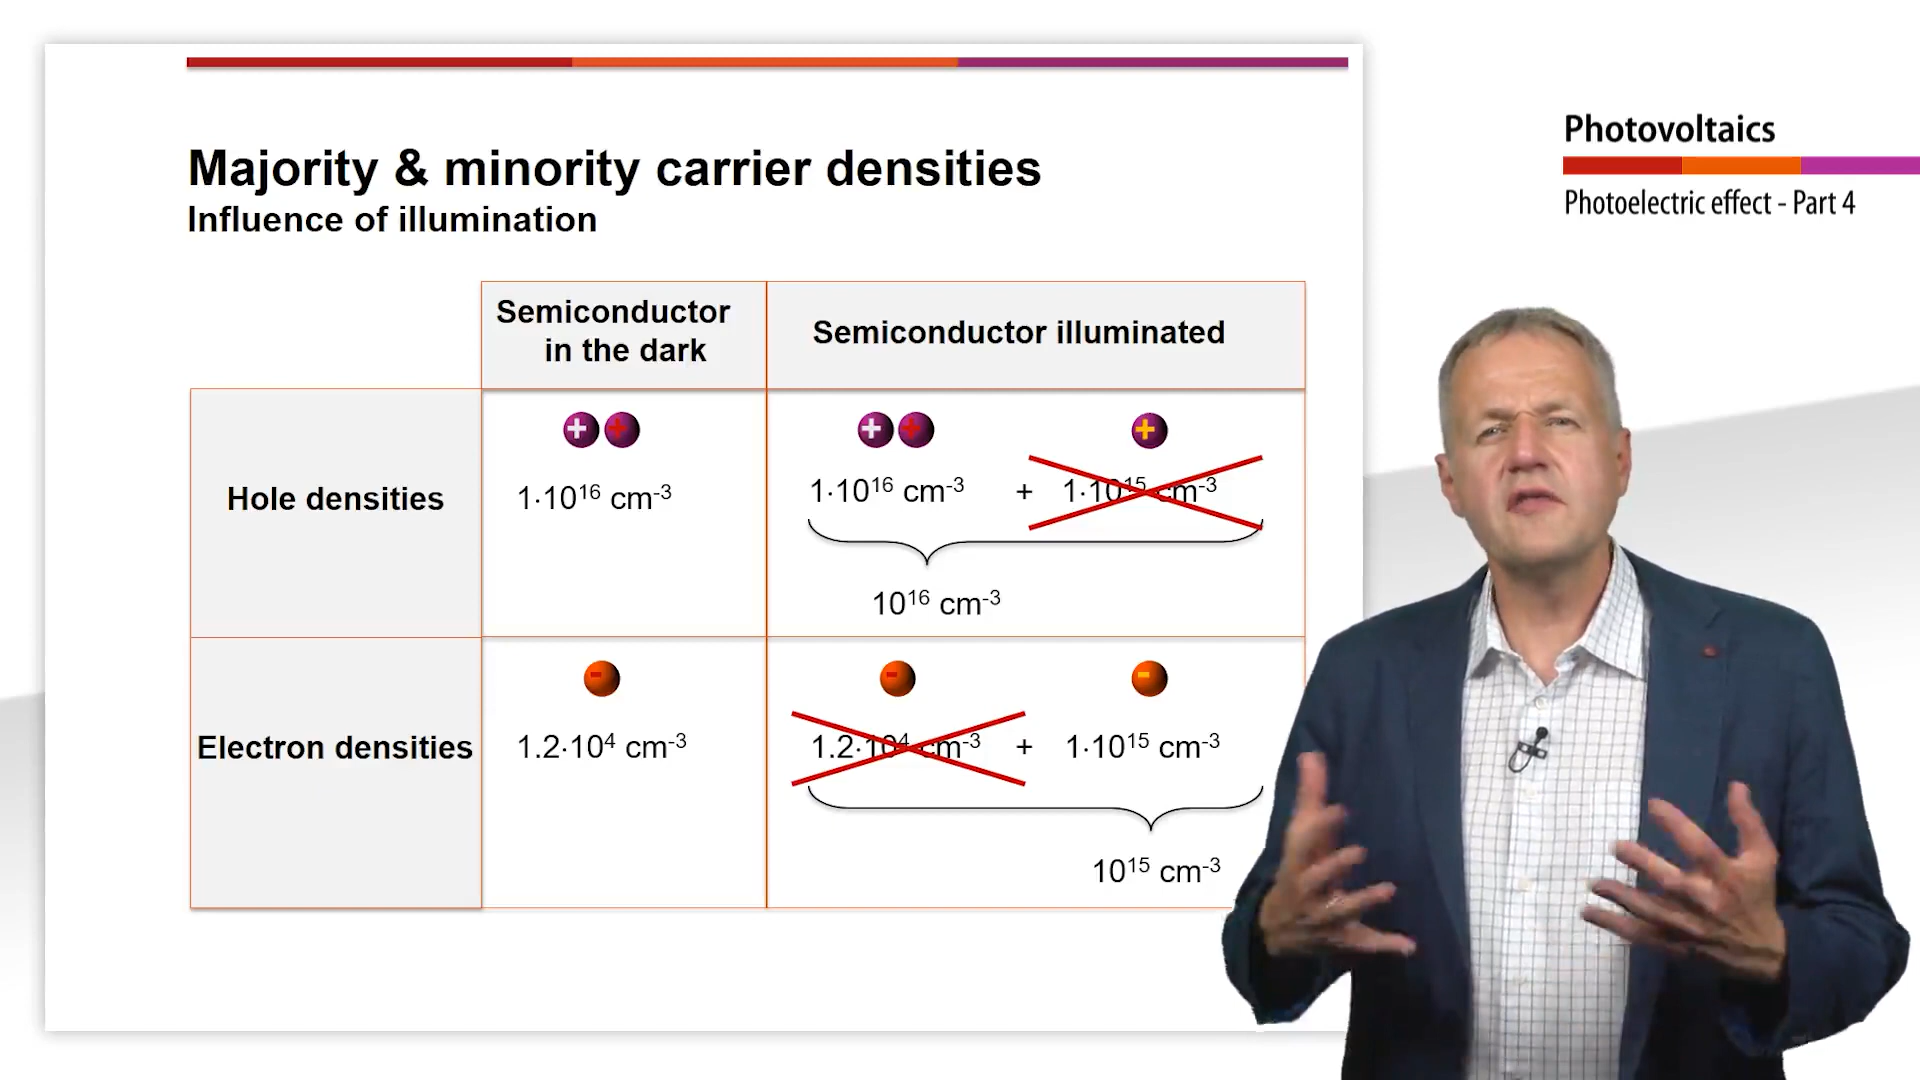 Majority & minority carrier densities
Influence of illumination
Photovoltaics
Photoelectric effect - Part 4
Semiconductor
in the dark
Semiconductor illuminated
Hole densities
+ +
1·10¹⁶ cm⁻³
+ + +
1·10¹⁶ cm⁻³ + 1·10¹⁵ cm⁻³
10¹⁶ cm⁻³
Electron densities
-
1.2·10⁴ cm⁻³
- -
1.2·10⁴ cm⁻³ + 1·10¹⁵ cm⁻³
10¹⁵ cm⁻³